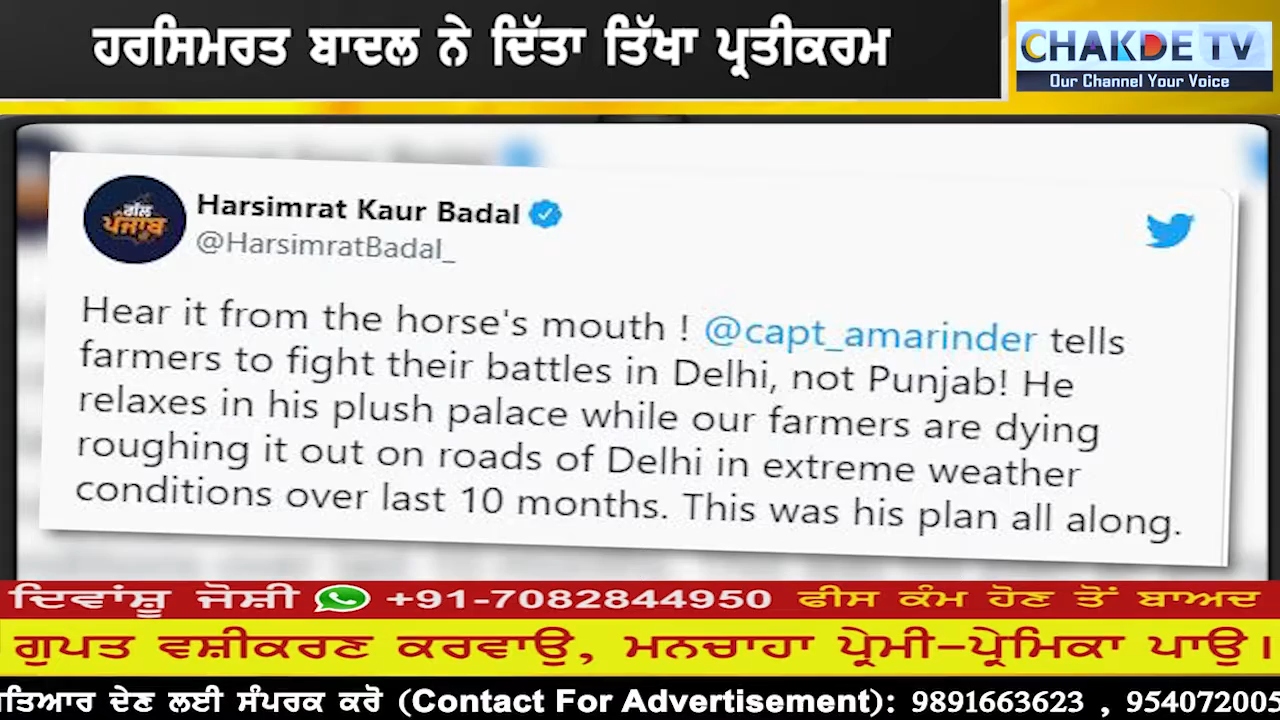 ਹਰਸਿਮਰਤ ਬਾਦਲ ਨੇ ਦਿੱਤਾ ਤਿੱਖਾ ਪ੍ਰਤੀਕਰਮ
CHAKDE TV
Our Channel Your Voice
ਗੱਲ
ਪੰਜਾਬ
Harsimrat Kaur Badal
@HarsimratBadal_
Hear it from the horse's mouth ! @capt_amarinder tells
farmers to fight their battles in Delhi, not Punjab! He
relaxes in his plush palace while our farmers are dying
roughing it out on roads of Delhi in extreme weather
conditions over last 10 months. This was his plan all along.
ਦਿਵਾਂਸ਼ੂ ਜੋਸ਼ੀ +91-7082844950 ਫੀਸ ਕੰਮ ਹੋਣ ਤੋਂ ਬਾਅਦ
ਗੁਪਤ ਵਸ਼ੀਕਰਣ ਕਰਵਾਉ, ਮਨਚਾਹਾ ਪ੍ਰੇਮੀ-ਪ੍ਰੇਮਿਕਾ ਪਾਉ।
ਤਿਆਰ ਦੇਣ ਲਈ ਸੰਪਰਕ ਕਰੋ (Contact For Advertisement): 9891663623 , 954072005